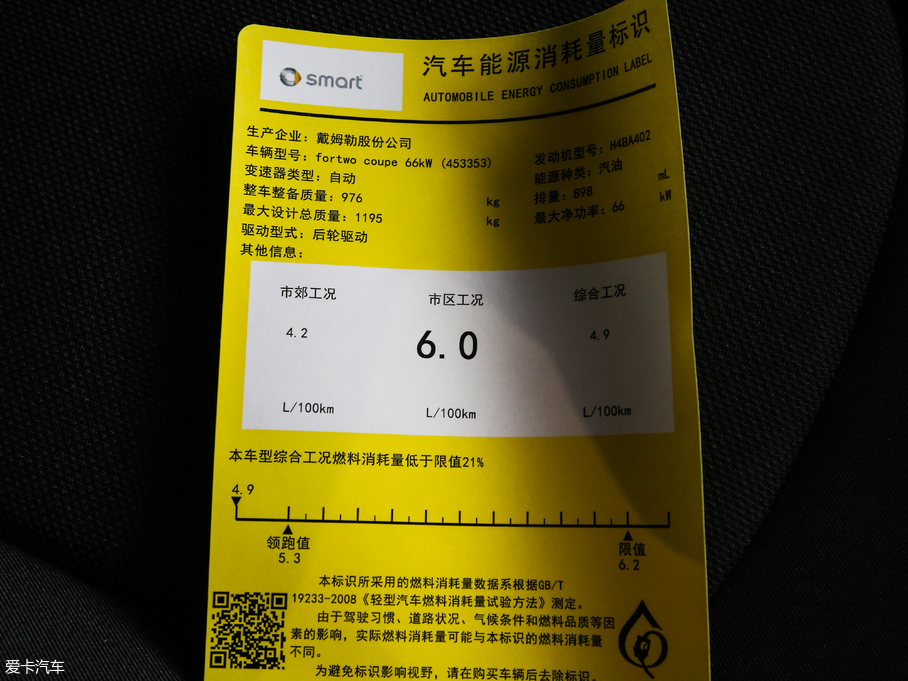 smart
汽车能源消耗量标识
AUTOMOBILE ENERGY CONSUMPTION LABEL
生产企业：戴姆勒股份公司
车辆型号：fortwo coupe 66kW (453353)
发动机型号：H4BA402
变速器类型：自动
能源种类：汽油
整车整备质量：976 kg
排量：898 mL
最大设计总质量：1195 kg
最大净功率：66 kW
驱动型式：后轮驱动
其他信息：
市郊工况 市区工况 综合工况
4.2 6.0 4.9
L/100km L/100km L/100km
本车型综合工况燃料消耗量低于限值21%
4.9
领跑值 限值
5.3 6.2
本标识所采用的燃料消耗量数据系根据GB/T
19233-2008《轻型汽车燃料消耗量试验方法》测定。
由于驾驶习惯、道路状况、气候条件和燃料品质等因
素的影响，实际燃料消耗量可能与本标识的燃料消耗量
不同。
为避免标识影响视野，请在购买车辆后去除标识。
爱卡汽车